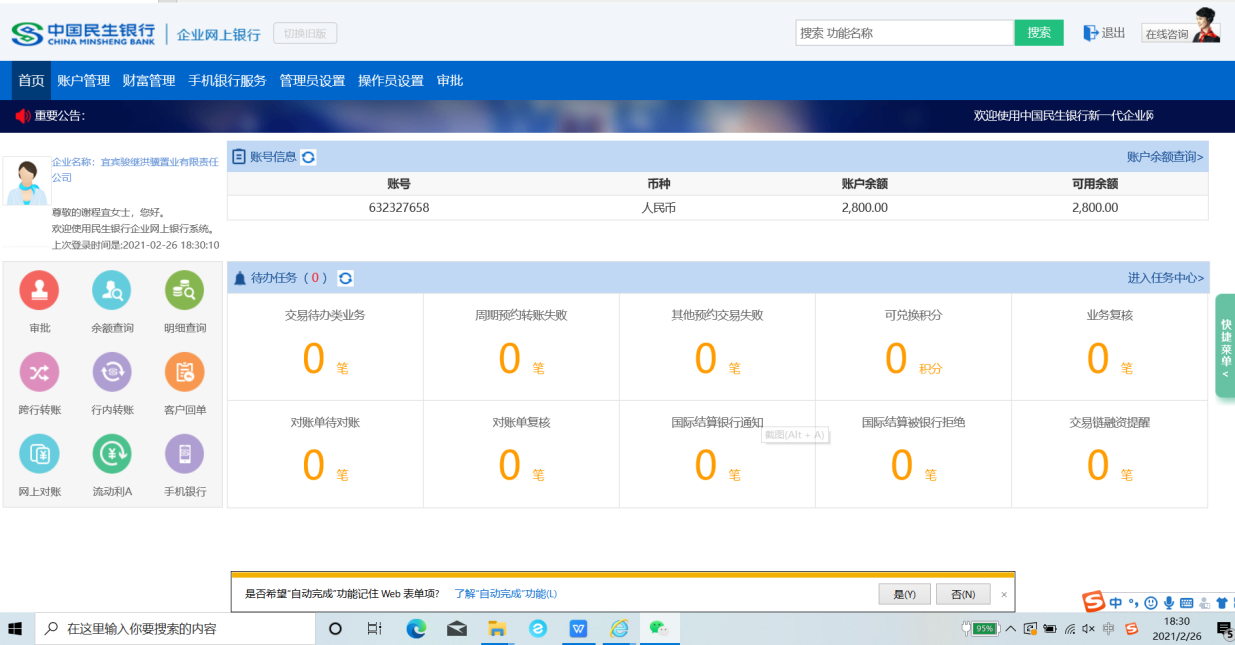 中国民生银行
CHINA MINSHENG BANK
企业网上银行
切换旧版
搜索 功能名称
搜索
退出
在线咨询
首页 账户管理 财富管理 手机银行服务 管理员设置 操作员设置 审批
重要公告：
欢迎使用中国民生银行新一代企业网
企业名称：宜宾骏继洪骥置业有限责任
公司
尊敬的谢程宜女士，您好。
欢迎使用民生银行企业网上银行系统。
上次登录时间是:2021-02-26 18:30:10
账号信息
账户余额查询>
账号 币种 账户余额 可用余额
632327658 人民币 2,800.00 2,800.00
审批 余额查询 明细查询
跨行转账 行内转账 客户回单
网上对账 流动利A 手机银行
待办任务（0）
进入任务中心>
交易待办类业务 周期预约转账失败 其他预约交易失败 可兑换积分 业务复核
0 笔 0 笔 0 笔 0 积分 0 笔
对账单待对账 对账单复核 国际结算银行通知 国际结算被银行拒绝 交易链融资提醒
截图(Alt + A)
0 笔 0 笔 0 笔 0 笔 0 笔
快捷菜单
<
是否希望"自动完成"功能记住 Web 表单项?
了解"自动完成"功能(L)
是(Y)
否(N)
×
中
在这里输入你要搜索的内容
95%
中
18:30
2021/2/26
5